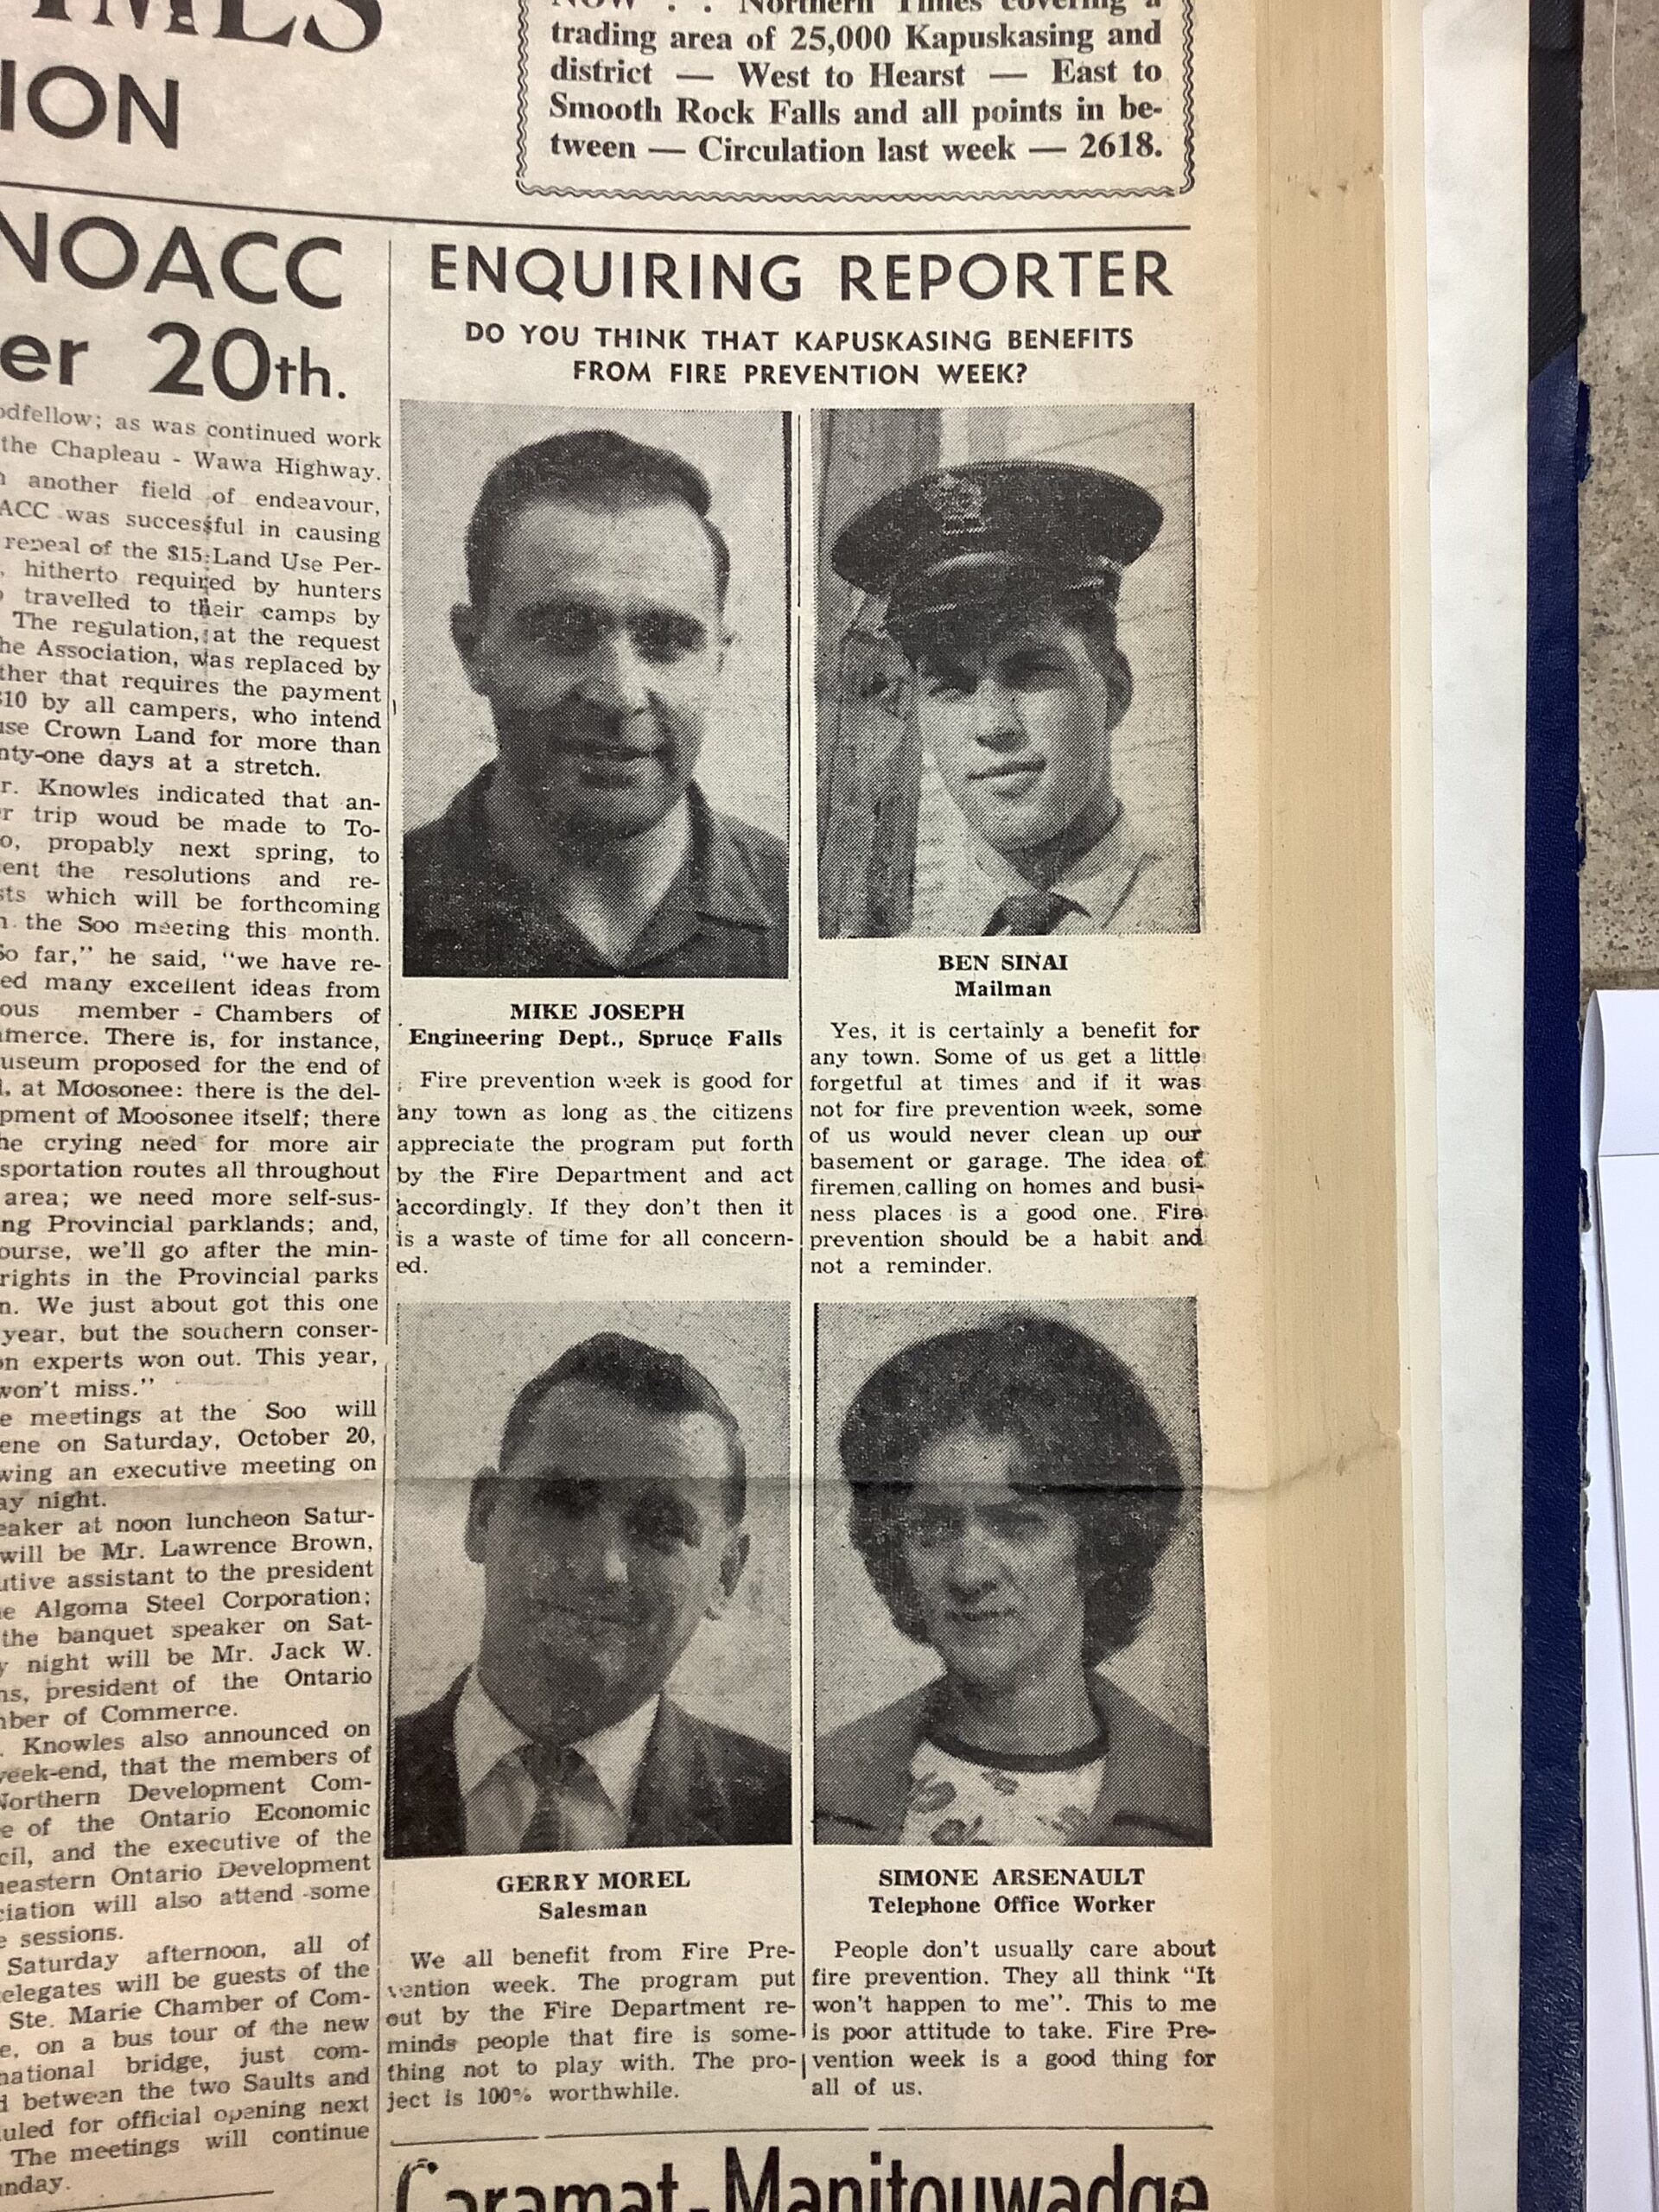 TIMES
ION
NOW . . Northern Times covering a
trading area of 25,000 Kapuskasing and
district — West to Hearst — East to
Smooth Rock Falls and all points in be-
tween — Circulation last week — 2618.
NOACC
er 20th.
odfellow; as was continued work
the Chapleau - Wawa Highway.
another field of endeavour,
ACC was successful in causing
repeal of the $15 Land Use Per-
, hitherto required by hunters
travelled to their camps by
The regulation, at the request
he Association, was replaced by
ther that requires the payment
$10 by all campers, who intend
use Crown Land for more than
nty-one days at a stretch.
r. Knowles indicated that an-
r trip woud be made to To-
o, propably next spring, to
ent the resolutions and re-
sts which will be forthcoming
the Soo meeting this month.
So far," he said, "we have re-
ed many excellent ideas from
ous member - Chambers of
mmerce. There is, for instance,
useum proposed for the end of
l, at Moosonee: there is the del-
pment of Moosonee itself; there
he crying need for more air
sportation routes all throughout
area; we need more self-sus-
ng Provincial parklands; and,
ourse, we'll go after the min-
rights in the Provincial parks
n. We just about got this one
year, but the southern conser-
on experts won out. This year,
won't miss."
e meetings at the Soo will
ene on Saturday, October 20,
wing an executive meeting on
ay night.
eaker at noon luncheon Satur-
will be Mr. Lawrence Brown,
utive assistant to the president
e Algoma Steel Corporation;
the banquet speaker on Sat-
y night will be Mr. Jack W.
ns, president of the Ontario
mber of Commerce.
. Knowles also announced on
week-end, that the members of
Northern Development Com-
e of the Ontario Economic
cil, and the executive of the
heastern Ontario Development
ciation will also attend some
e sessions.
Saturday afternoon, all of
elegates will be guests of the
Ste. Marie Chamber of Com-
e, on a bus tour of the new
national bridge, just com-
d between the two Saults and
uled for official opening next
The meetings will continue
unday.
ENQUIRING REPORTER
DO YOU THINK THAT KAPUSKASING BENEFITS
FROM FIRE PREVENTION WEEK?
MIKE JOSEPH
Engineering Dept., Spruce Falls
Fire prevention week is good for
any town as long as the citizens
appreciate the program put forth
by the Fire Department and act
accordingly. If they don't then it
is a waste of time for all concern-
ed.
BEN SINAI
Mailman
Yes, it is certainly a benefit for
any town. Some of us get a little
forgetful at times and if it was
not for fire prevention week, some
of us would never clean up our
basement or garage. The idea of
firemen calling on homes and busi-
ness places is a good one. Fire
prevention should be a habit and
not a reminder.
GERRY MOREL
Salesman
We all benefit from Fire Pre-
vention week. The program put
out by the Fire Department re-
minds people that fire is some-
thing not to play with. The pro-
ject is 100% worthwhile.
SIMONE ARSENAULT
Telephone Office Worker
People don't usually care about
fire prevention. They all think "It
won't happen to me". This to me
is poor attitude to take. Fire Pre-
vention week is a good thing for
all of us.
Caramat-Manitouwadge